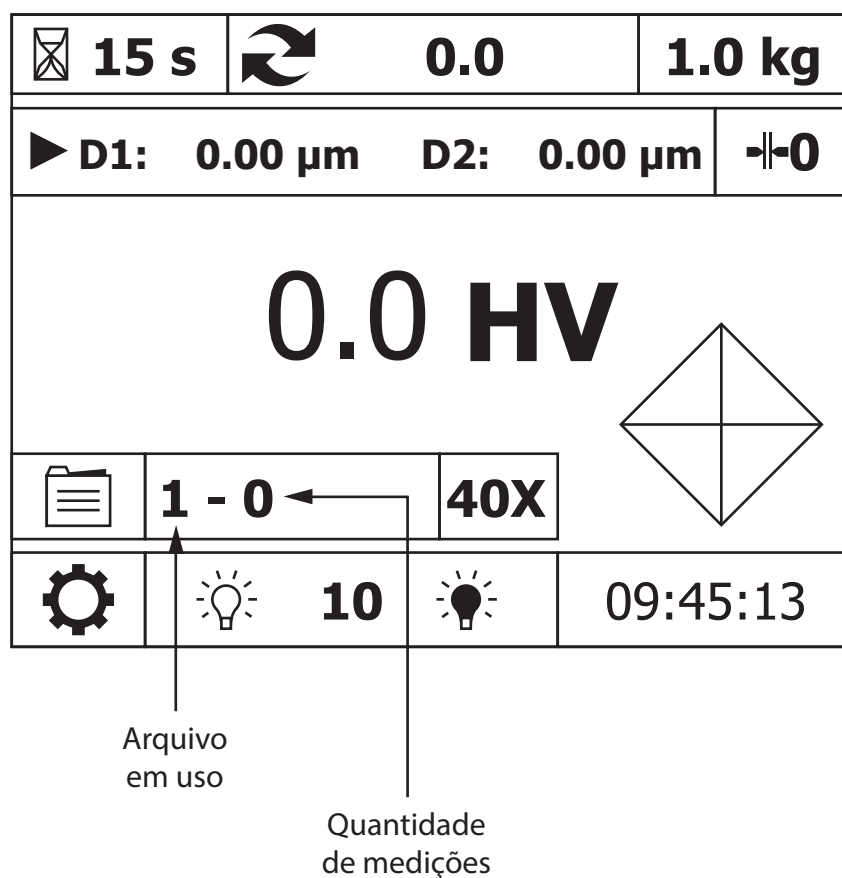 15 s 0.0 1.0 kg
D1: 0.00 µm D2: 0.00 µm 0
0.0 HV
1 - 0 40X
10 09:45:13
Arquivo
em uso
Quantidade
de medições